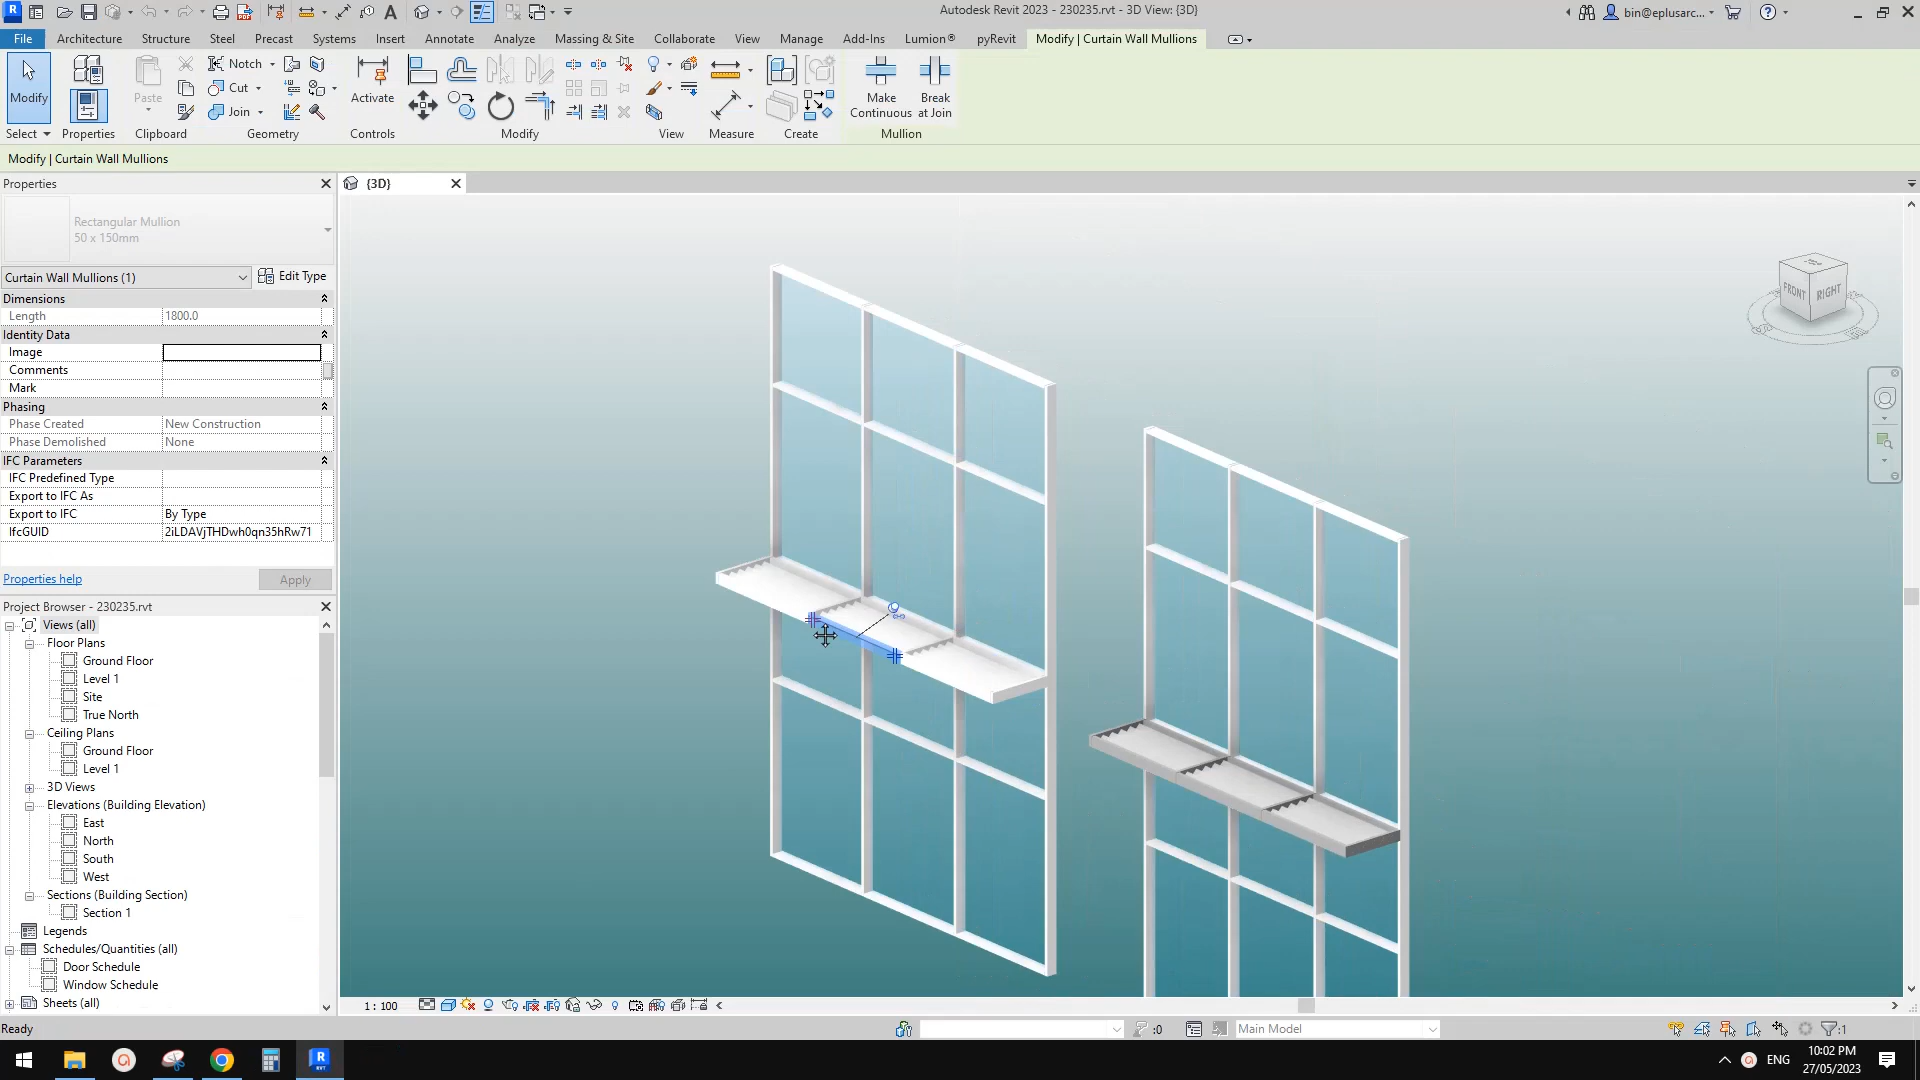 Autodesk Revit 2023 - 230235.rvt - 3D View: {3D}
bin@eplusarc...
File
Architecture
Structure
Steel
Precast
Systems
Insert
Annotate
Analyze
Massing & Site
Collaborate
View
Manage
Add-Ins
Lumion®
pyRevit
Modify | Curtain Wall Mullions
Modify
Paste
Notch
Cut
Join
Activate
Make
Continuous
Break
at Join
Select
Properties
Clipboard
Geometry
Controls
Modify
View
Measure
Create
Mullion
Modify | Curtain Wall Mullions
Properties
{3D}
Rectangular Mullion
50 x 150mm
Curtain Wall Mullions (1)
Edit Type
Dimensions
Length 1800.0
Identity Data
Image
Comments
Mark
Phasing
Phase Created New Construction
Phase Demolished None
IFC Parameters
IFC Predefined Type
Export to IFC As
Export to IFC By Type
IfcGUID 2iLDAVjTHDwh0qn35hRw71
Properties help
Apply
Project Browser - 230235.rvt
Views (all)
Floor Plans
Ground Floor
Level 1
Site
True North
Ceiling Plans
Ground Floor
Level 1
3D Views
Elevations (Building Elevation)
East
North
South
West
Sections (Building Section)
Section 1
Legends
Schedules/Quantities (all)
Door Schedule
Window Schedule
Sheets (all)
FRONT
RIGHT
1 : 100
Ready
:0
Main Model
:1
ENG
10:02 PM
27/05/2023